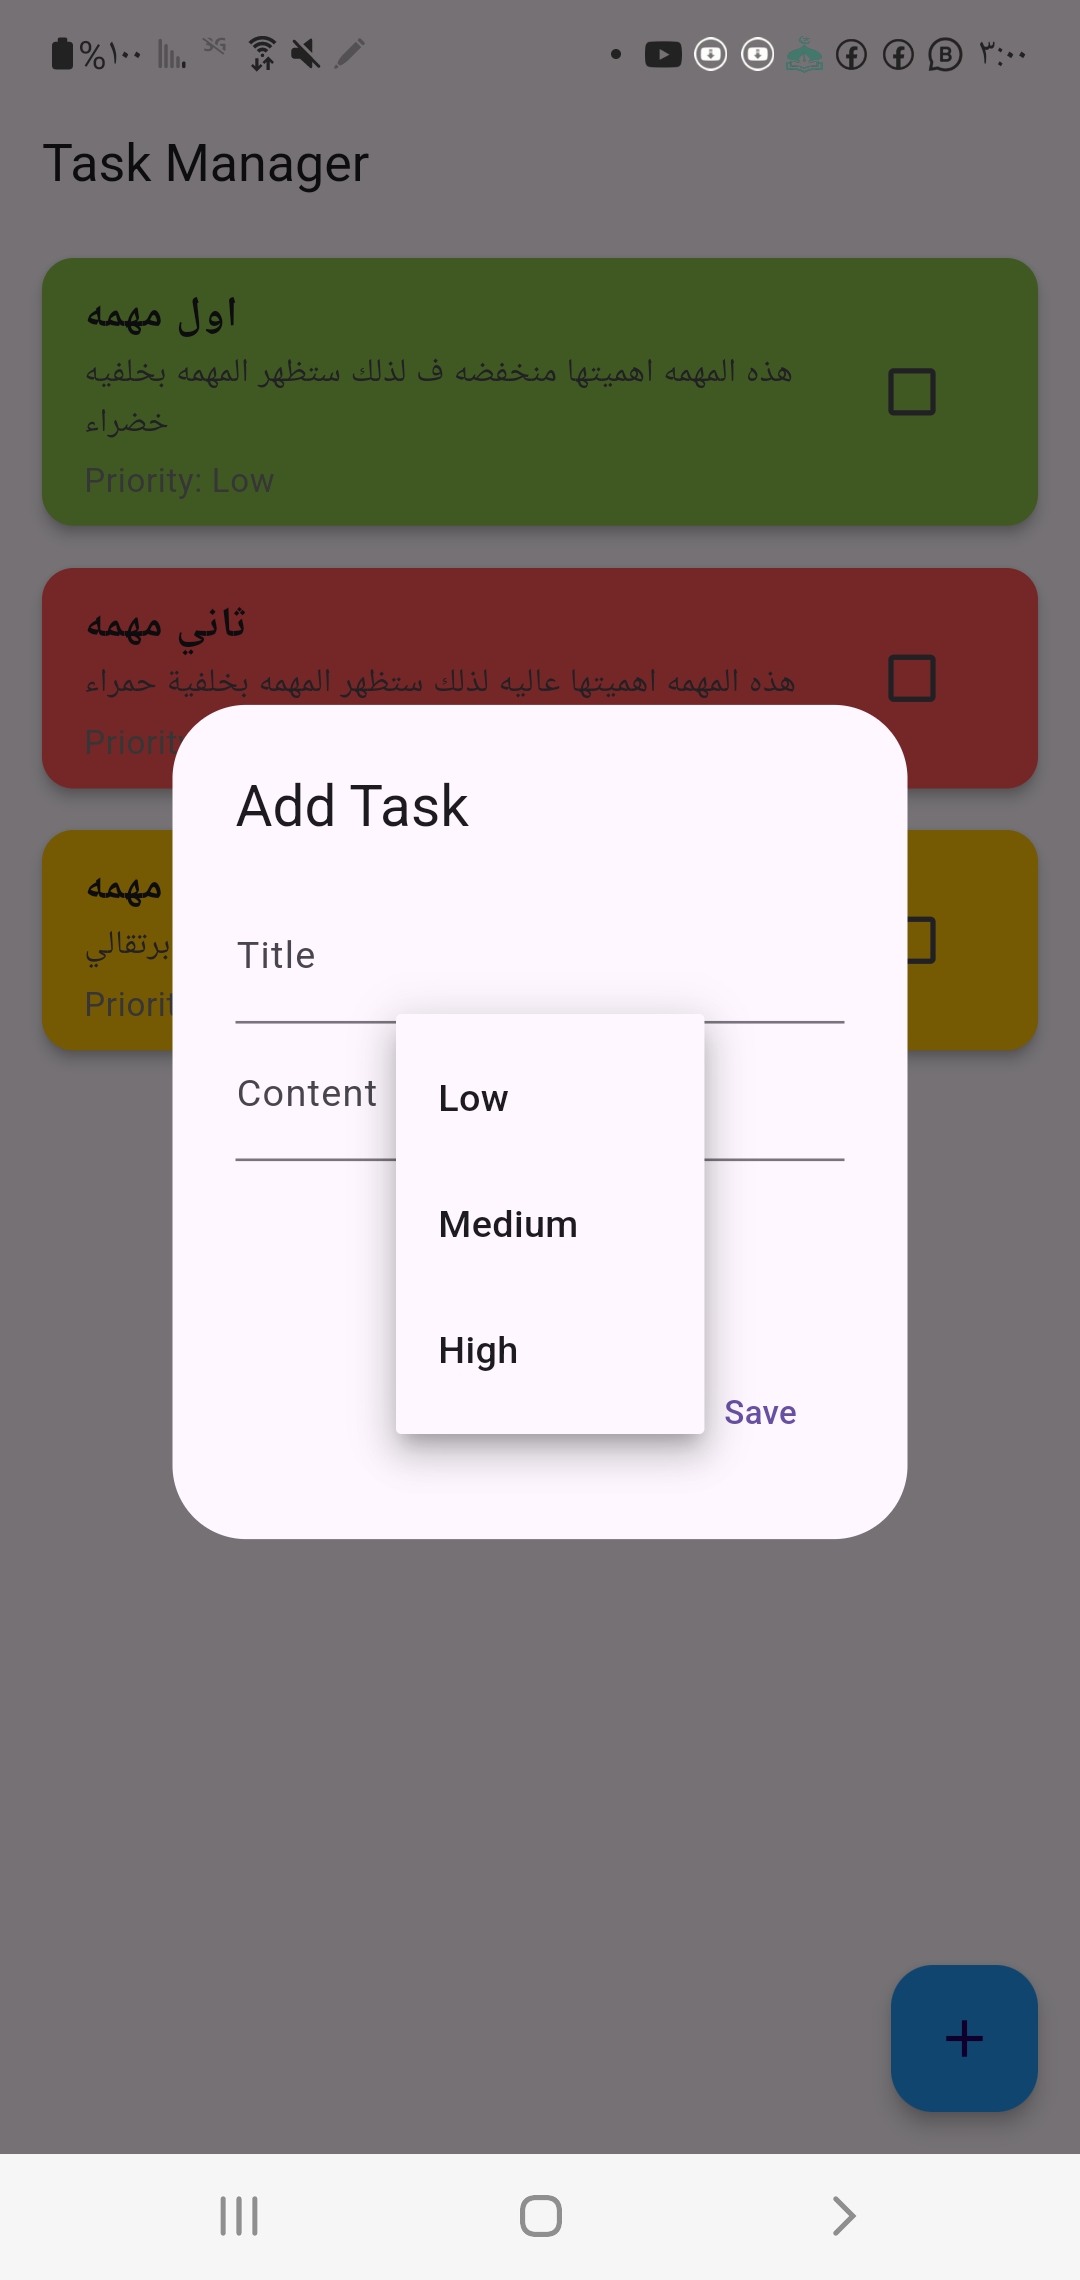 %١٠٠ ٣:٠٠
Task Manager
اول مهمه
هذه المهمه اهميتها منخفضه ف لذلك ستظهر المهمه بخلفيه
خضراء
Priority: Low
ثاني مهمه
هذه المهمه اهميتها عاليه لذلك ستظهر المهمه بخلفية حمراء
Priority
مهمه
برتقالي
Priorit
Add Task
Title
Content
Low
Medium
High
Save